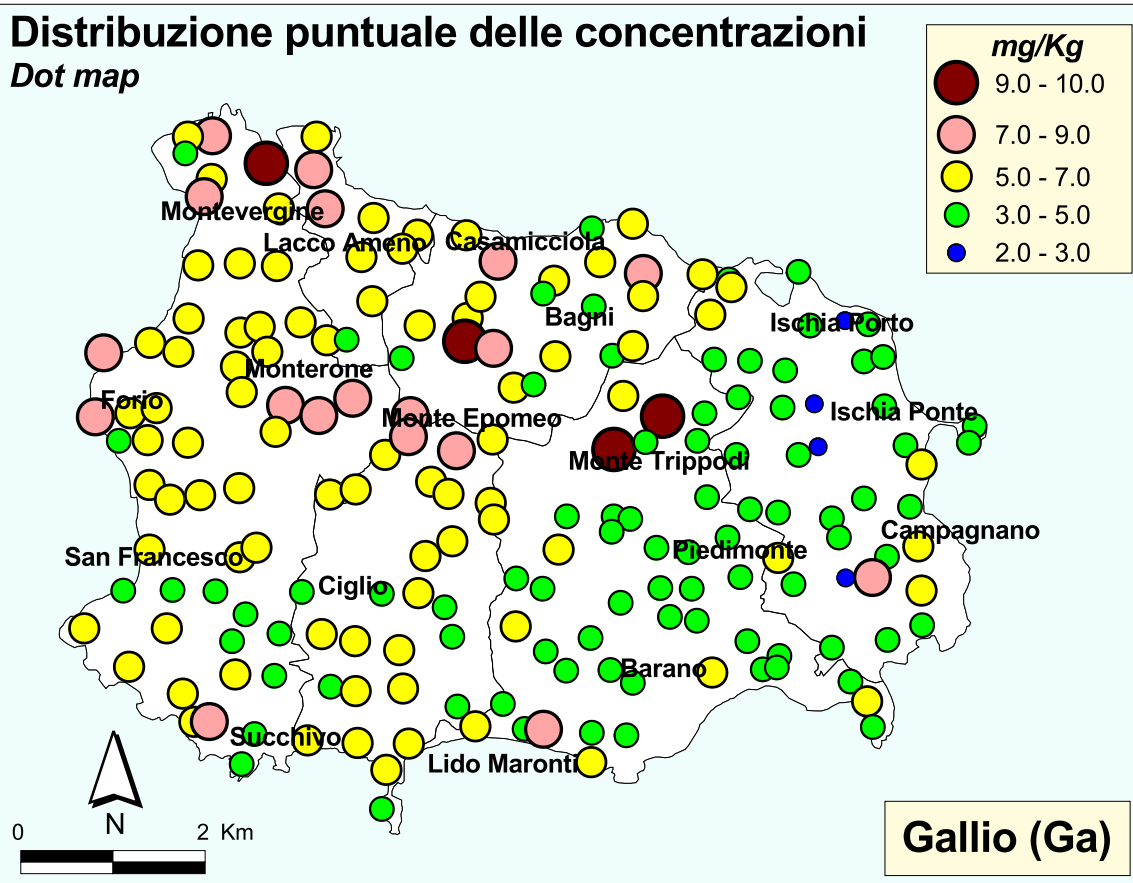 Distribuzione puntuale delle concentrazioni
Dot map
mg/Kg
9.0 - 10.0
7.0 - 9.0
5.0 - 7.0
3.0 - 5.0
2.0 - 3.0
Montevergine
Lacco Ameno
Casamicciola
Bagni
Ischia Porto
Monterone
Forio
Monte Epomeo
Ischia Ponte
Monte Trippodi
Campagnano
San Francesco
Piedimonte
Ciglio
Barano
Succhivo
Lido Maronti
N
0 2 Km
Gallio (Ga)